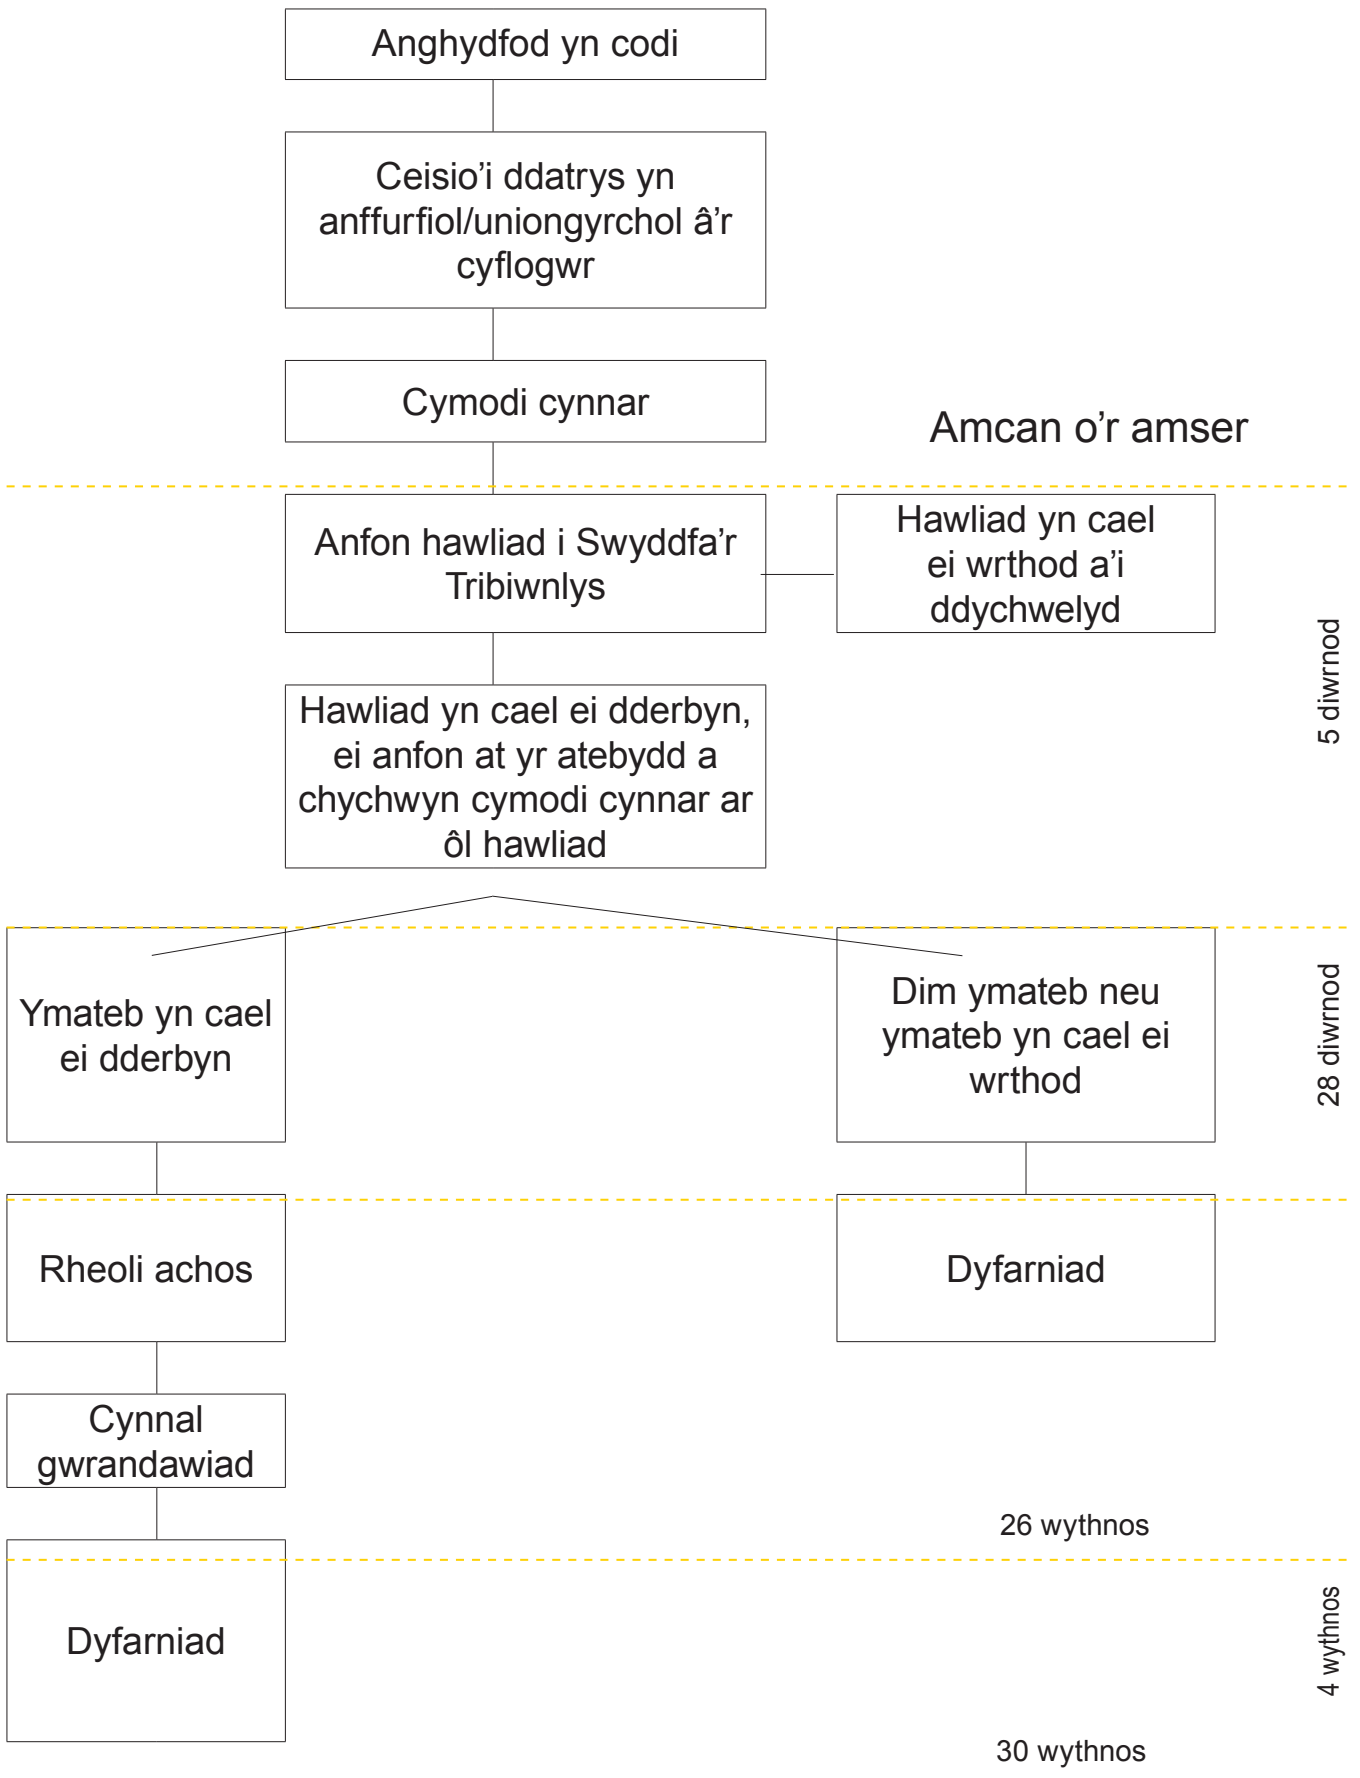 Anghydfod yn codi
Ceisio’i ddatrys yn
anffurfiol/uniongyrchol â’r
cyflogwr
Cymodi cynnar
Amcan o’r amser
Anfon hawliad i Swyddfa’r
Tribiwnlys
Hawliad yn cael
ei wrthod a’i
ddychwelyd
5 diwrnod
Hawliad yn cael ei dderbyn,
ei anfon at yr atebydd a
chychwyn cymodi cynnar ar
ôl hawliad
Ymateb yn cael
ei dderbyn
Dim ymateb neu
ymateb yn cael ei
wrthod
28 diwrnod
Rheoli achos
Dyfarniad
Cynnal
gwrandawiad
26 wythnos
Dyfarniad
4 wythnos
30 wythnos